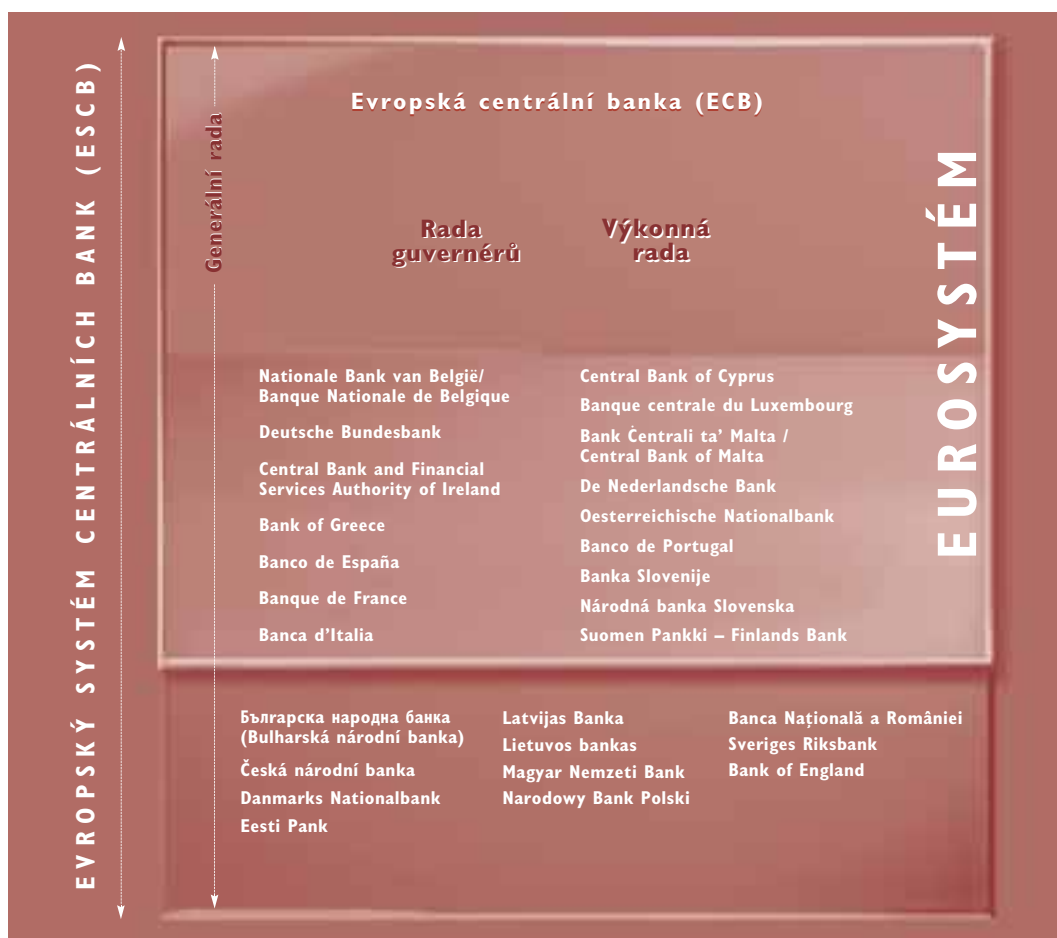 EVROPSKÝ SYSTÉM CENTRÁLNÍCH BANK (ESCB)
Generální rada
Evropská centrální banka (ECB)
Rada
guvernérů
Výkonná
rada
EUROSYSTÉM
Nationale Bank van België/
Banque Nationale de Belgique
Deutsche Bundesbank
Central Bank and Financial
Services Authority of Ireland
Bank of Greece
Banco de España
Banque de France
Banca d’Italia
Central Bank of Cyprus
Banque centrale du Luxembourg
Bank Ċentrali ta’ Malta /
Central Bank of Malta
De Nederlandsche Bank
Oesterreichische Nationalbank
Banco de Portugal
Banka Slovenije
Národná banka Slovenska
Suomen Pankki – Finlands Bank
Българска народна банка
(Bulharská národní banka)
Česká národní banka
Danmarks Nationalbank
Eesti Pank
Latvijas Banka
Lietuvos bankas
Magyar Nemzeti Bank
Narodowy Bank Polski
Banca Națională a României
Sveriges Riksbank
Bank of England